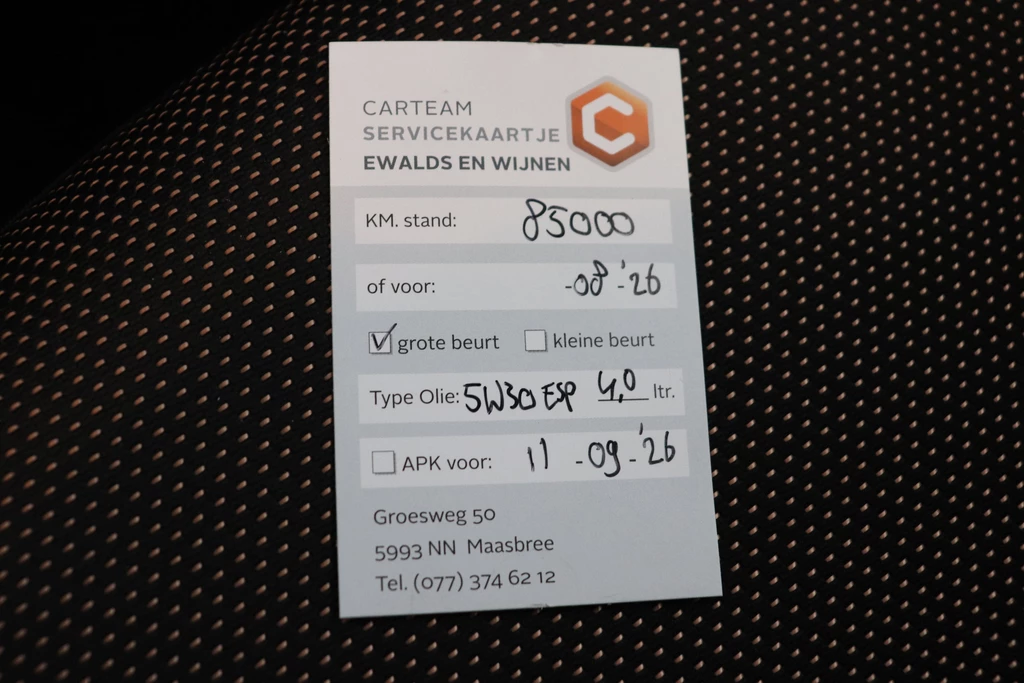 CARTEAM
SERVICEKAARTJE
EWALDS EN WIJNEN
KM. stand: 85000
of voor: -08-'26
grote beurt kleine beurt
Type Olie: 5W30 ESP 4,0 ltr.
APK voor: 11 -09-'26
Groesweg 50
5993 NN Maasbree
Tel. (077) 374 62 12